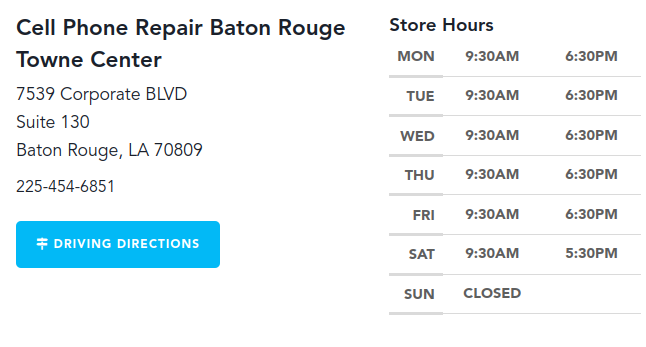 Cell Phone Repair Baton Rouge
Towne Center
7539 Corporate BLVD
Suite 130
Baton Rouge, LA 70809
225-454-6851
DRIVING DIRECTIONS
Store Hours
MON 9:30AM 6:30PM
TUE 9:30AM 6:30PM
WED 9:30AM 6:30PM
THU 9:30AM 6:30PM
FRI 9:30AM 6:30PM
SAT 9:30AM 5:30PM
SUN CLOSED